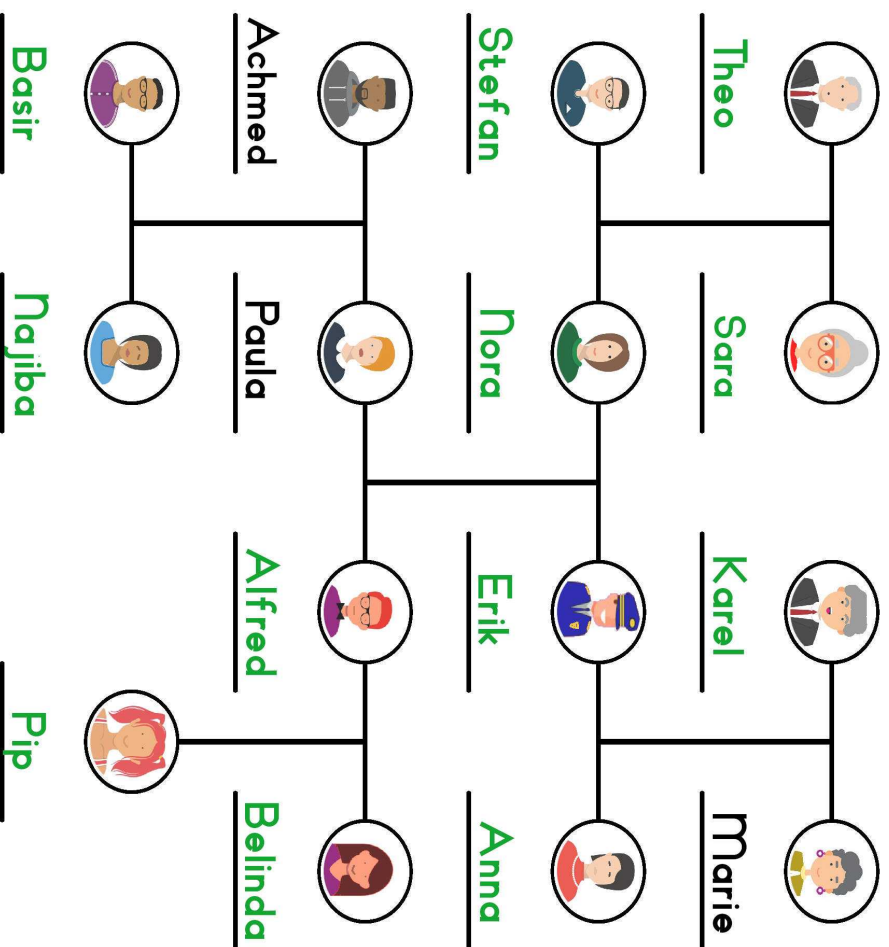 Theo Sara Karel Marie
Stefan Nora Erik Anna
Achmed Paula Alfred Belinda
Basir Najiba Pip